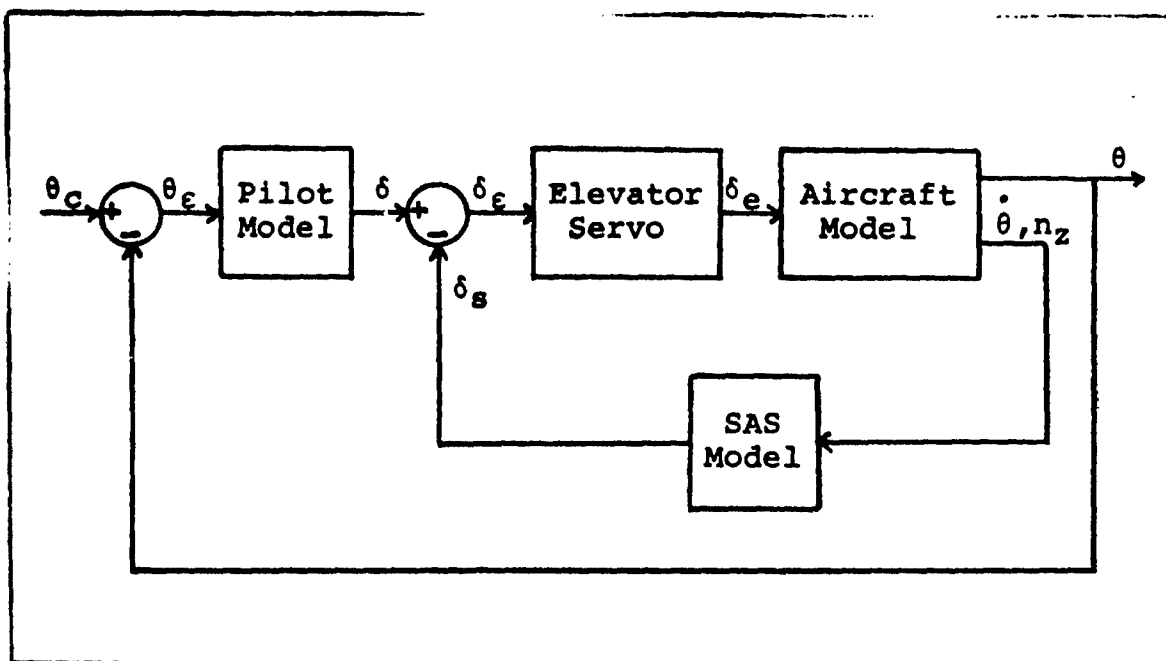 θc
+
−
θε
Pilot
Model
δ
+
−
δε
Elevator
Servo
δe
Aircraft
Model
θ
θ̇,nz
δs
SAS
Model